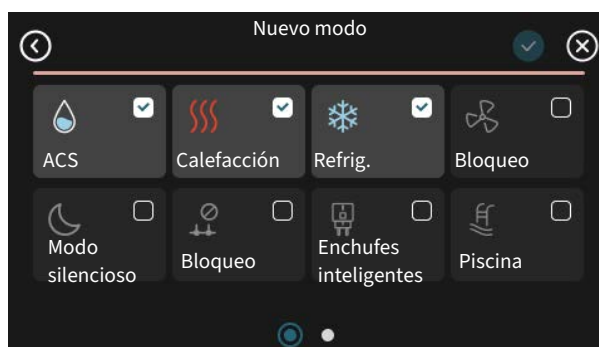 Nuevo modo
ACS
Calefacción
Refrig.
Bloqueo
Modo
silencioso
Bloqueo
Enchufes
inteligentes
Piscina